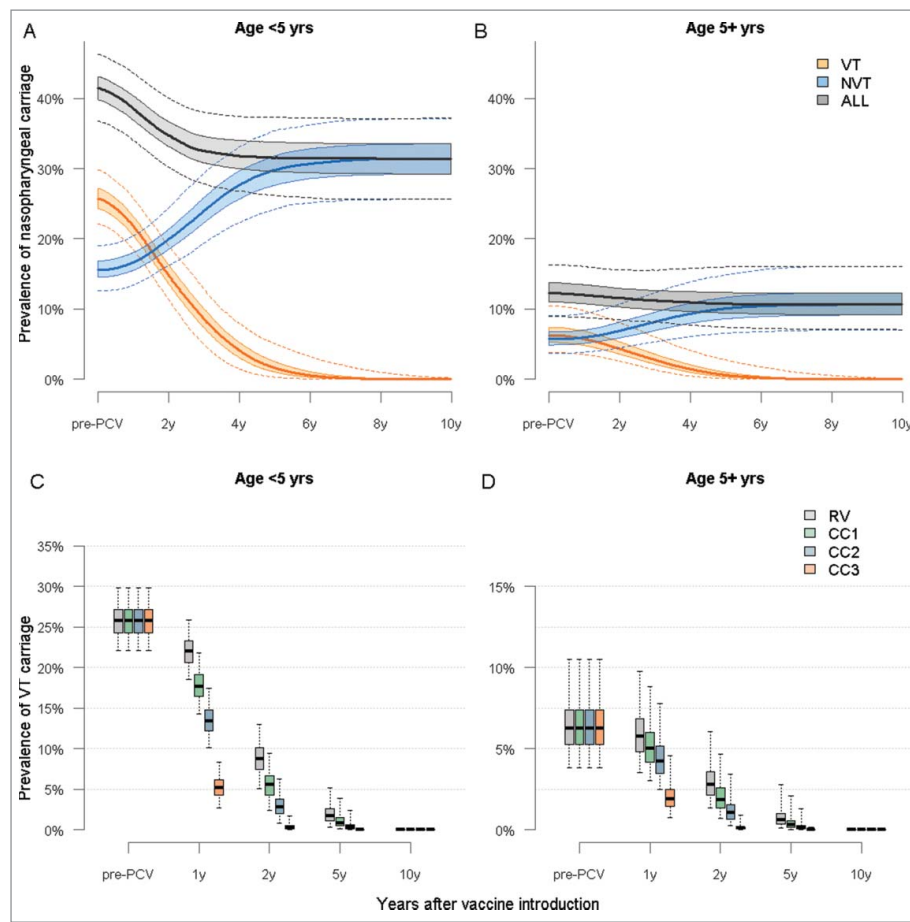 A
Age <5 yrs
B
Age 5+ yrs
VT
NVT
ALL
Prevalence of nasopharyngeal carriage
40%
30%
20%
10%
0%
pre-PCV
2y
4y
6y
8y
10y
40%
30%
20%
10%
0%
pre-PCV
2y
4y
6y
8y
10y
C
Age <5 yrs
D
Age 5+ yrs
RV
CC1
CC2
CC3
Prevalence of VT carriage
35%
30%
25%
20%
15%
10%
5%
0%
pre-PCV
1y
2y
5y
10y
15%
10%
5%
0%
pre-PCV
1y
2y
5y
10y
Years after vaccine introduction